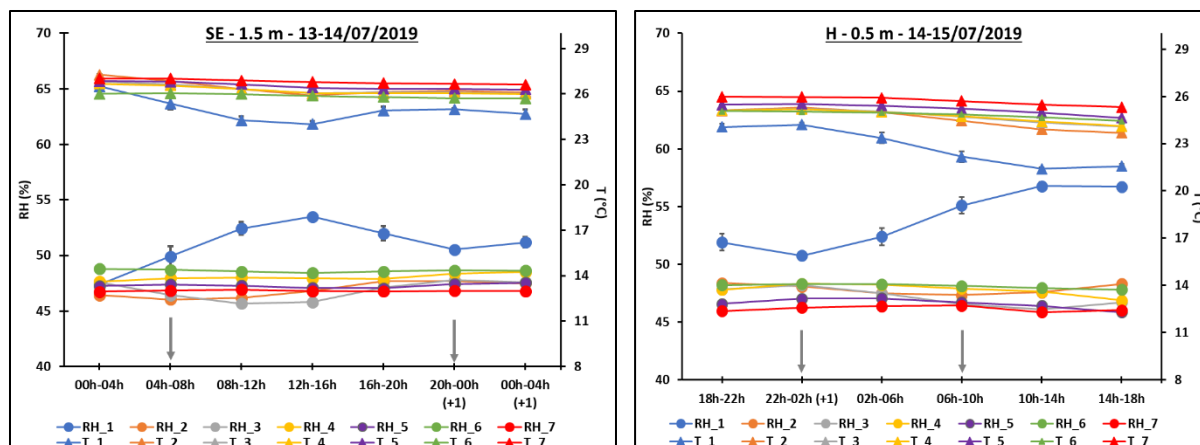 SE - 1.5 m - 13-14/07/2019
70
65
60
55
50
45
40
RH (%)
29
26
23
20
17
14
11
8
T (°C)
00h-04h 04h-08h 08h-12h 12h-16h 16h-20h 20h-00h 00h-04h
(+1) (+1)
RH_1 RH_2 RH_3 RH_4 RH_5 RH_6 RH_7
T_1 T_2 T_3 T_4 T_5 T_6 T_7
H - 0.5 m - 14-15/07/2019
70
65
60
55
50
45
40
RH (%)
29
26
23
20
17
14
11
8
T (°C)
18h-22h 22h-02h (+1) 02h-06h 06h-10h 10h-14h 14h-18h
RH_1 RH_2 RH_3 RH_4 RH_5 RH_6 RH_7
T_1 T_2 T_3 T_4 T_5 T_6 T_7